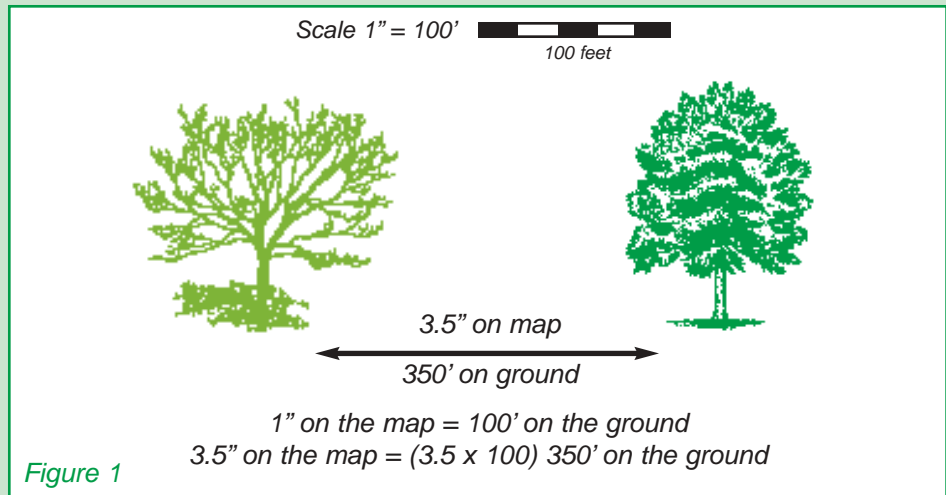 Scale 1” = 100’
100 feet
3.5” on map
350’ on ground
1” on the map = 100’ on the ground
3.5” on the map = (3.5 x 100) 350’ on the ground
Figure 1